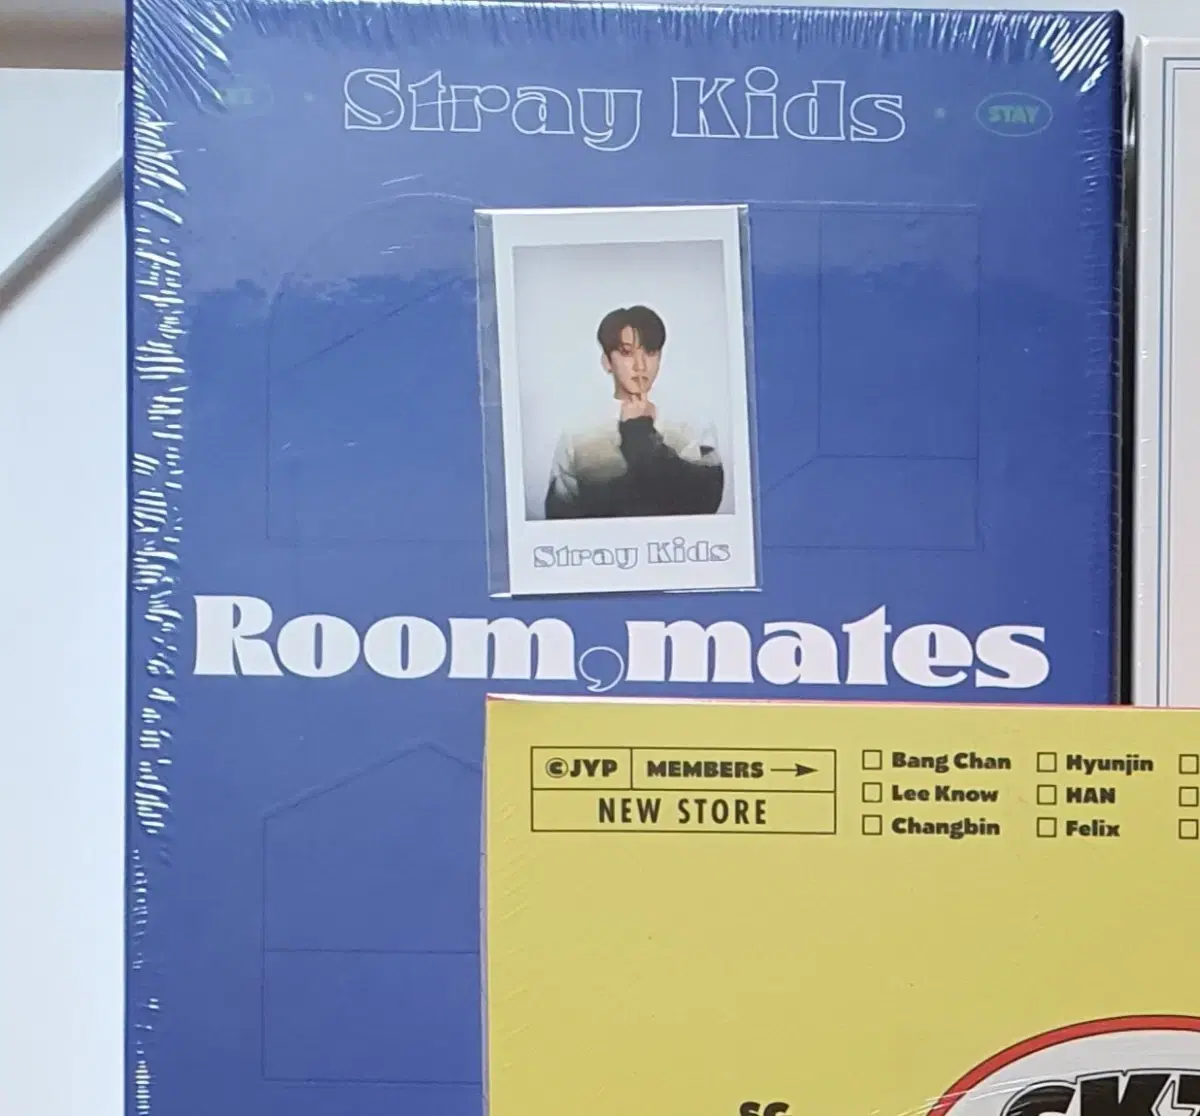 Stray Kids
STAY
Stray Kids
Room,mates
©JYP MEMBERS
NEW STORE
Bang Chan Hyunjin
Lee Know HAN
Changbin Felix